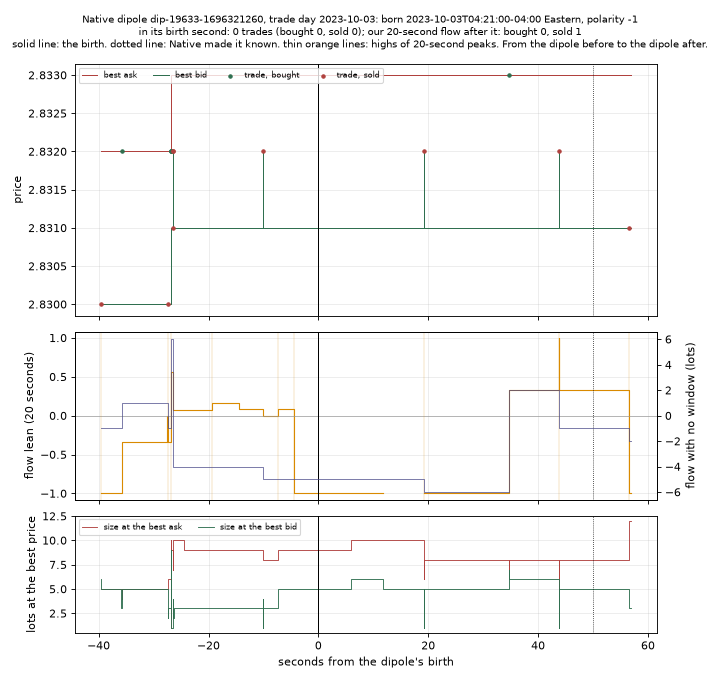 Native dipole dip-19633-1696321260, trade day 2023-10-03: born 2023-10-03T04:21:00-04:00 Eastern, polarity -1
in its birth second: 0 trades (bought 0, sold 0); our 20-second flow after it: bought 0, sold 1
solid line: the birth. dotted line: Native made it known. thin orange lines: highs of 20-second peaks. From the dipole before to the dipole after.
best ask best bid trade, bought trade, sold
2.8330
2.8325
2.8320
2.8315
2.8310
2.8305
2.8300
price
1.0
0.5
0.0
−0.5
−1.0
flow lean (20 seconds)
6
4
2
0
−2
−4
−6
flow with no window (lots)
size at the best ask size at the best bid
12.5
10.0
7.5
5.0
2.5
lots at the best price
−40 −20 0 20 40 60
seconds from the dipole's birth